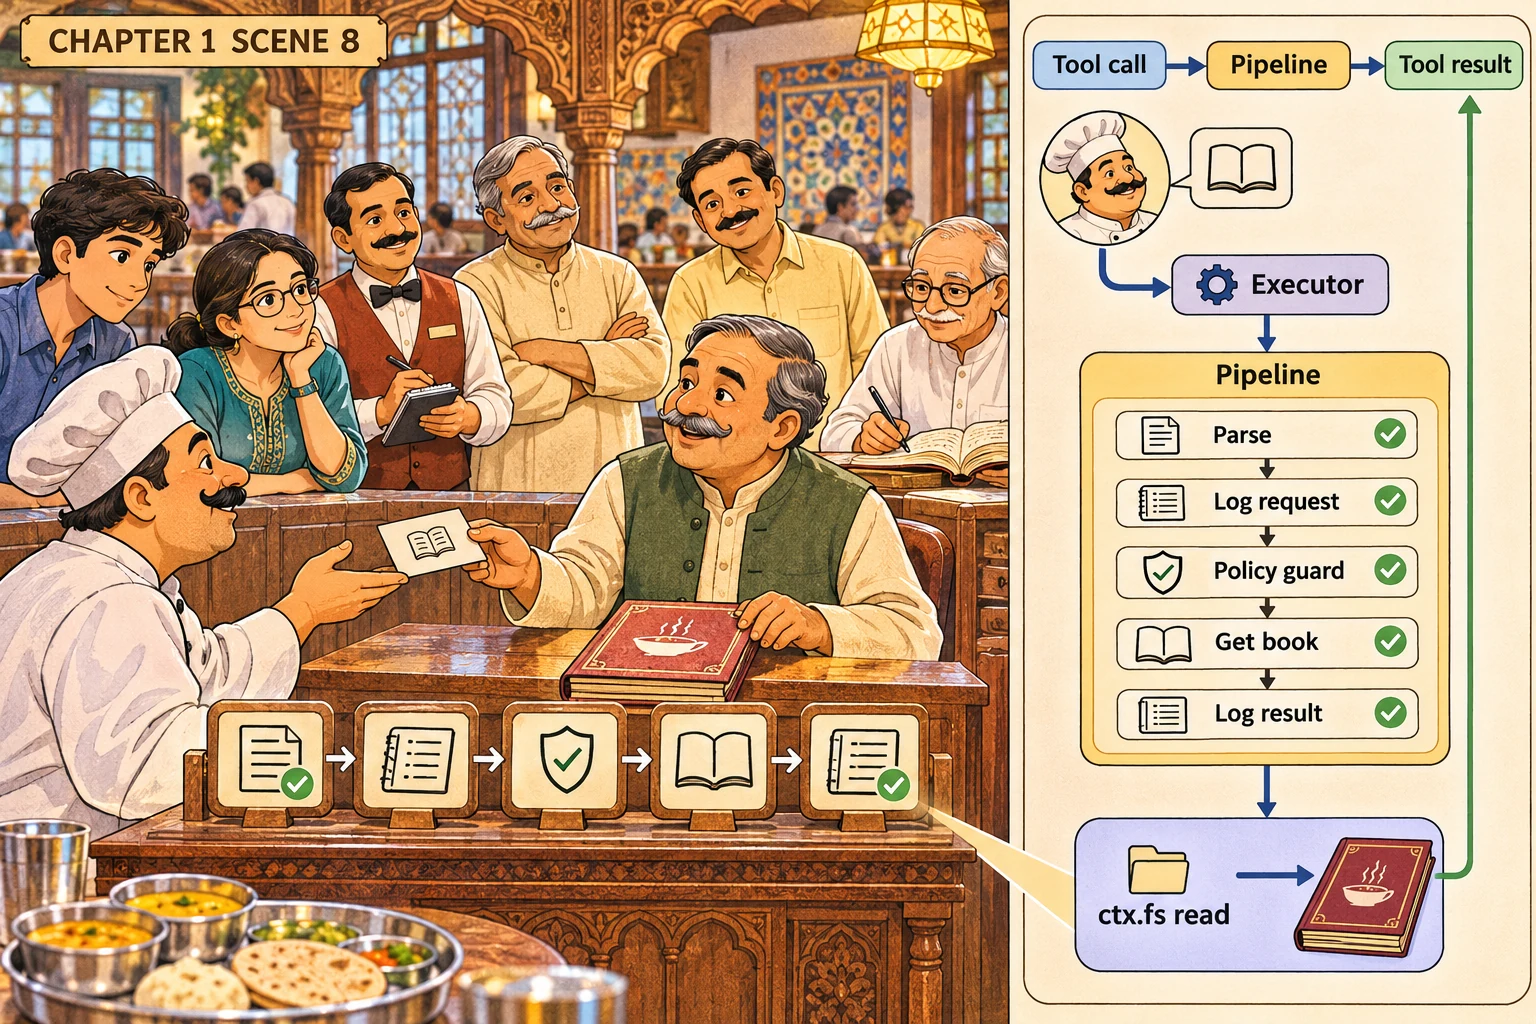 CHAPTER 1 SCENE 8
Tool call
Pipeline
Tool result
Executor
Pipeline
Parse
Log request
Policy guard
Get book
Log result
ctx.fs read